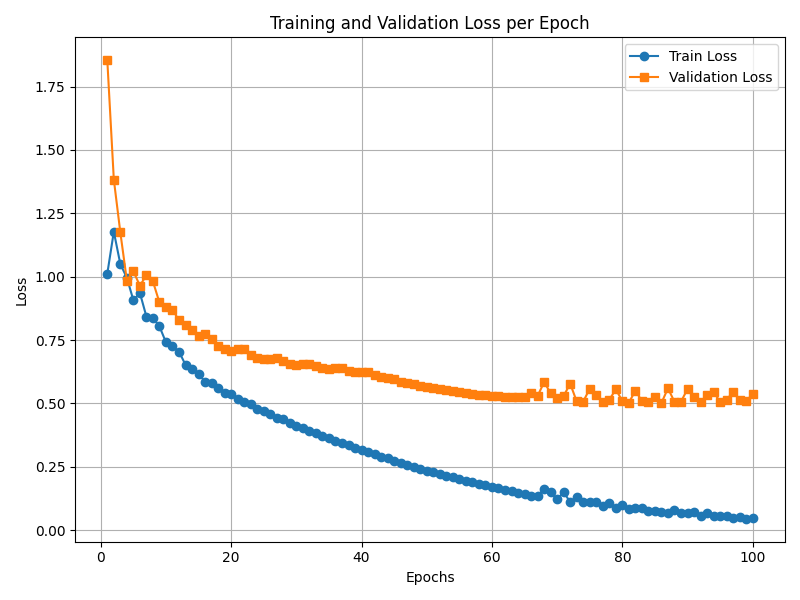 Training and Validation Loss per Epoch
Train Loss
Validation Loss
1.75
1.50
1.25
1.00
0.75
0.50
0.25
0.00
Loss
0 20 40 60 80 100
Epochs